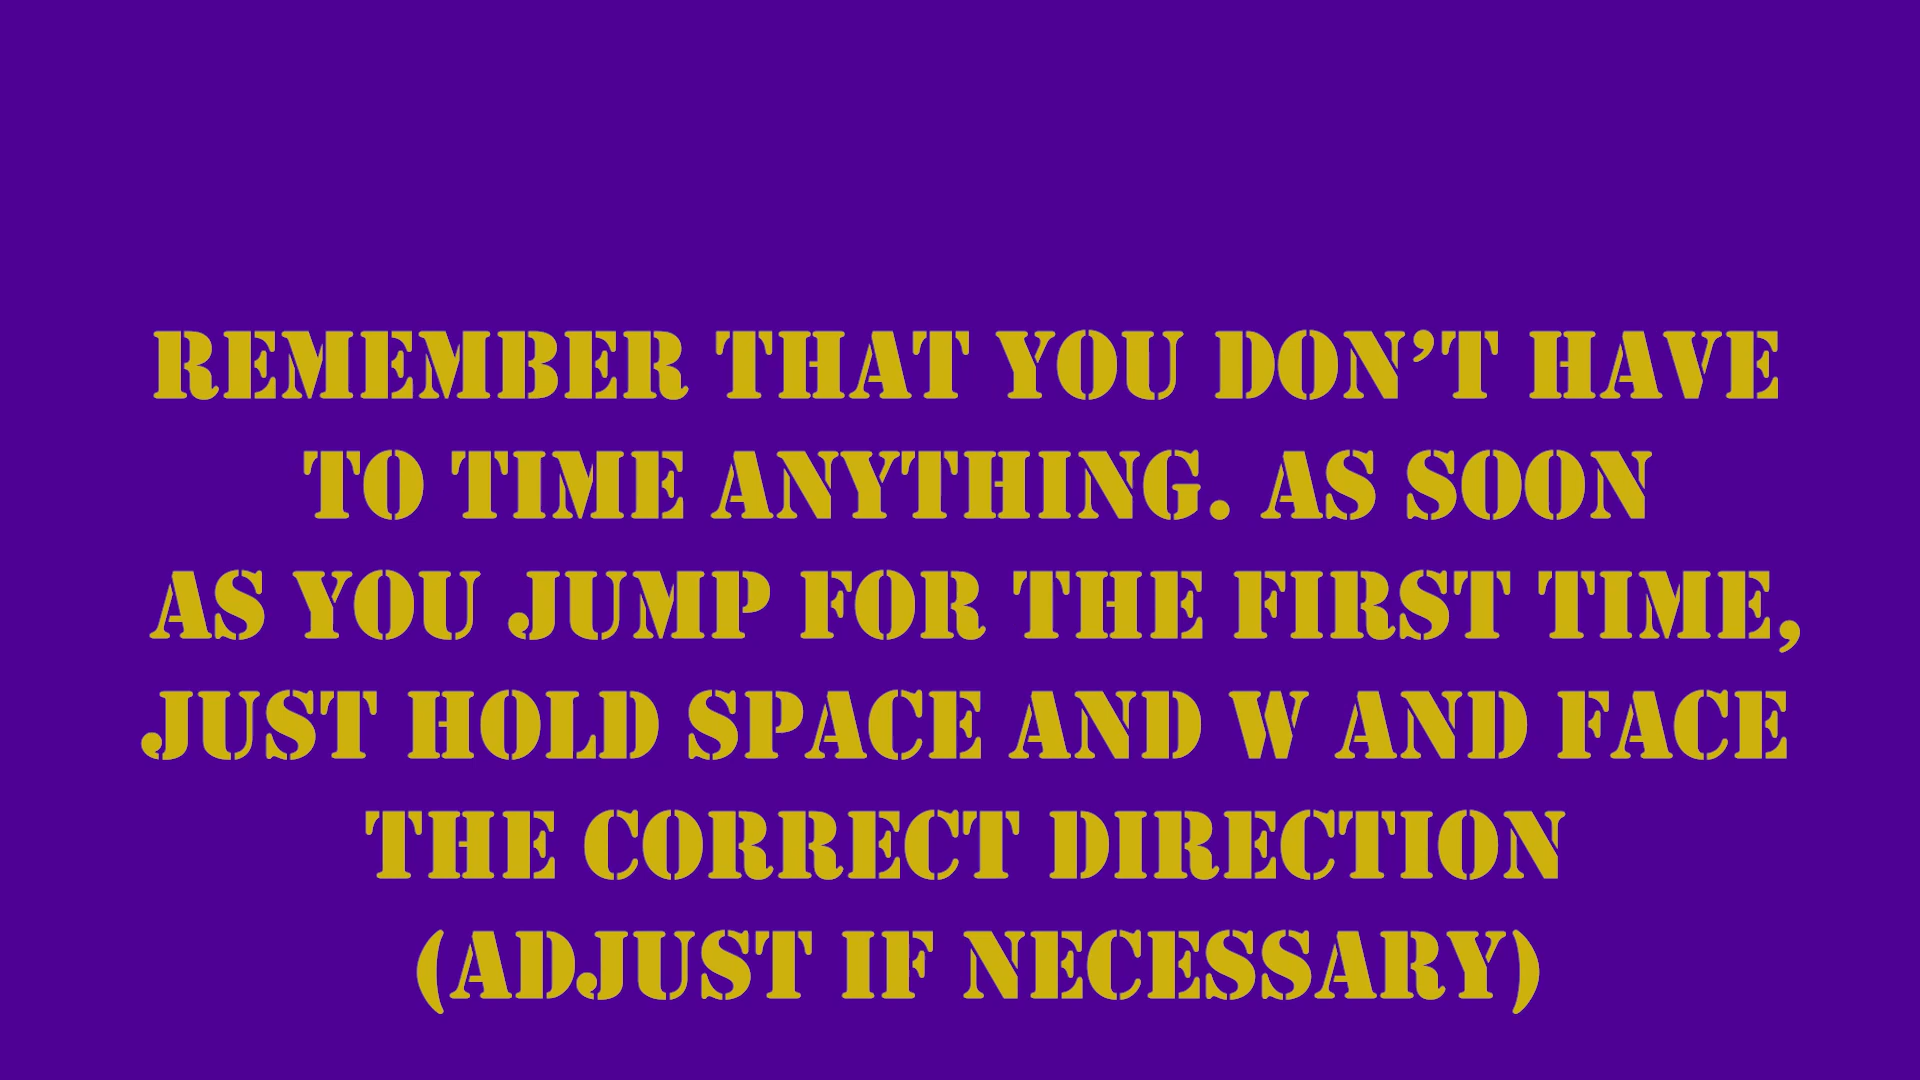 REMEMBER THAT YOU DON’T HAVE
TO TIME ANYTHING. AS SOON
AS YOU JUMP FOR THE FIRST TIME,
JUST HOLD SPACE AND W AND FACE
THE CORRECT DIRECTION
(ADJUST IF NECESSARY)